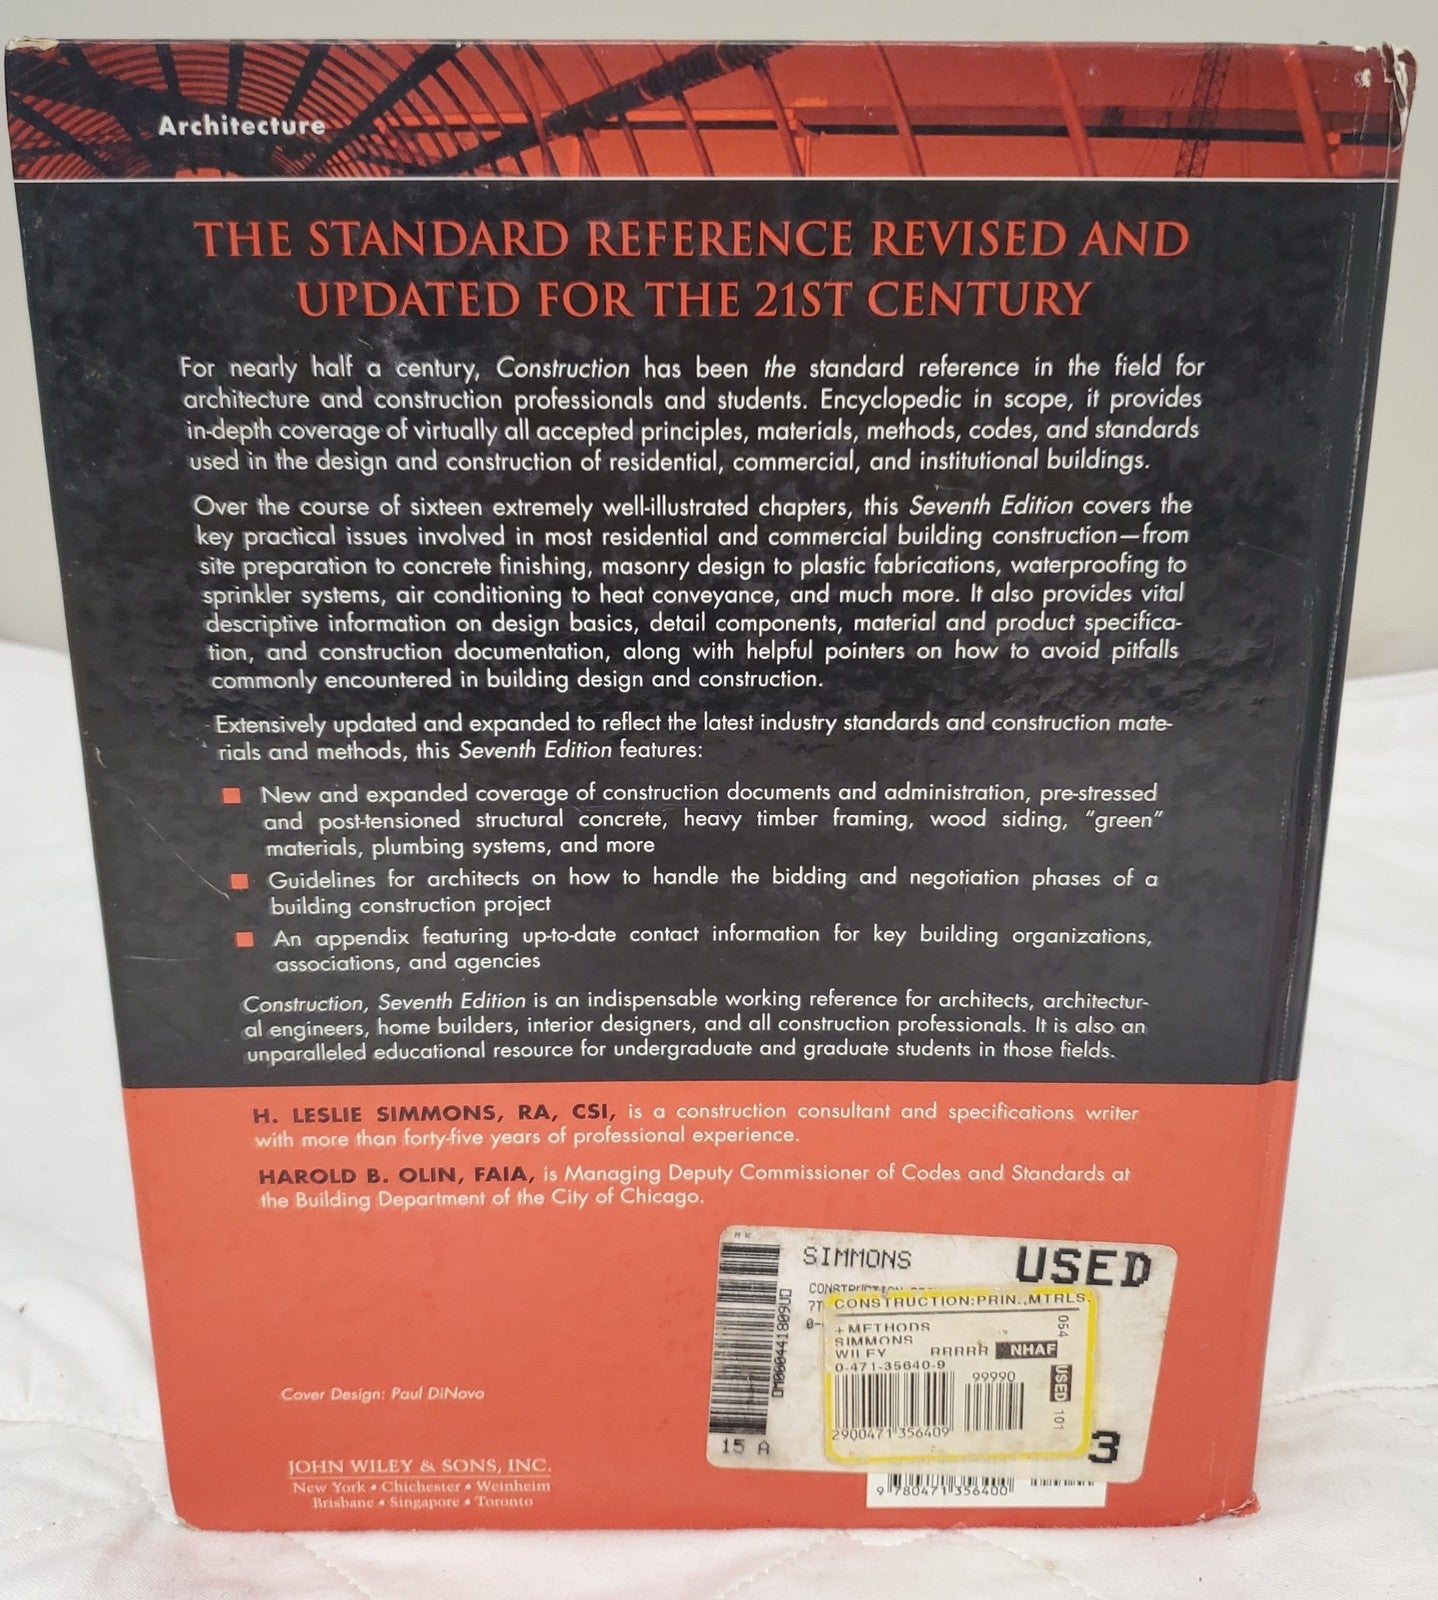 Architecture
THE STANDARD REFERENCE REVISED AND
UPDATED FOR THE 21ST CENTURY
For nearly half a century, Construction has been the standard reference in the field for
architecture and construction professionals and students. Encyclopedic in scope, it provides
in-depth coverage of virtually all accepted principles, materials, methods, codes, and standards
used in the design and construction of residential, commercial, and institutional buildings.
Over the course of sixteen extremely well-illustrated chapters, this Seventh Edition covers the
key practical issues involved in most residential and commercial building construction—from
site preparation to concrete finishing, masonry design to plastic fabrications, waterproofing to
sprinkler systems, air conditioning to heat conveyance, and much more. It also provides vital
descriptive information on design basics, detail components, material and product specifica-
tion, and construction documentation, along with helpful pointers on how to avoid pitfalls
commonly encountered in building design and construction.
Extensively updated and expanded to reflect the latest industry standards and construction mate-
rials and methods, this Seventh Edition features:
New and expanded coverage of construction documents and administration, pre-stressed
and post-tensioned structural concrete, heavy timber framing, wood siding, "green"
materials, plumbing systems, and more
Guidelines for architects on how to handle the bidding and negotiation phases of a
building construction project
An appendix featuring up-to-date contact information for key building organizations,
associations, and agencies
Construction, Seventh Edition is an indispensable working reference for architects, architectur-
al engineers, home builders, interior designers, and all construction professionals. It is also an
unparalleled educational resource for undergraduate and graduate students in those fields.
H. LESLIE SIMMONS, RA, CSI, is a construction consultant and specifications writer
with more than forty-five years of professional experience.
HAROLD B. OLIN, FAIA, is Managing Deputy Commissioner of Codes and Standards at
the Building Department of the City of Chicago.
Cover Design: Paul DiNovo
JOHN WILEY & SONS, INC.
New York • Chichester • Weinheim
Brisbane • Singapore • Toronto
SIMMONS USED
7T
0-
CONSTRUCTION:PRIN.,MTRLS.
+ METHODS
SIMMONS
WILEY RRRRR NHAF
0-471-35640-9
99990
054
USED
101
2900471356409
15 A
3
9 780471 356400